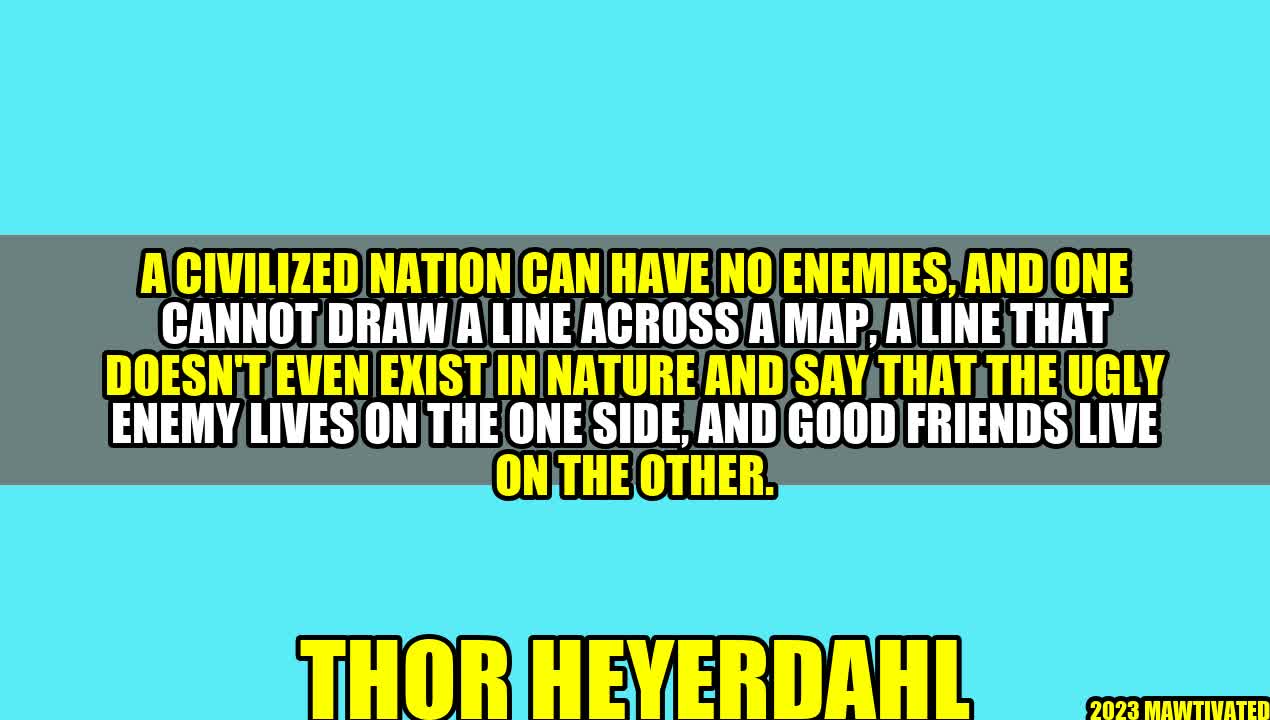 A CIVILIZED NATION CAN HAVE NO ENEMIES, AND ONE
CANNOT DRAW A LINE ACROSS A MAP, A LINE THAT
DOESN'T EVEN EXIST IN NATURE AND SAY THAT THE UGLY
ENEMY LIVES ON THE ONE SIDE, AND GOOD FRIENDS LIVE
ON THE OTHER.
THOR HEYERDAHL
2023 MAWTIVATED